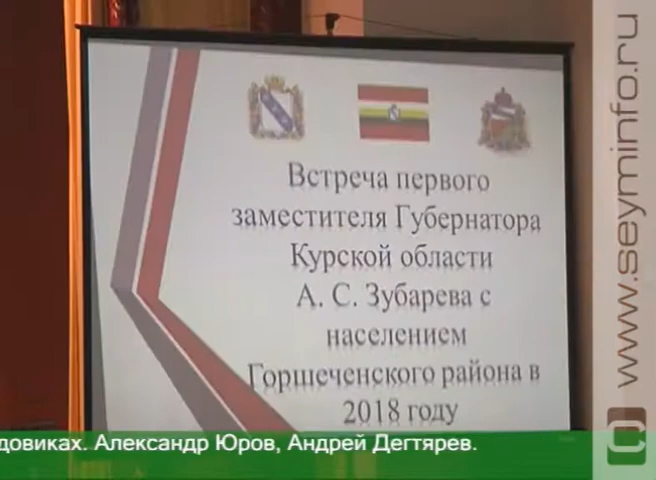 Встреча первого
заместителя Губернатора
Курской области
А. С. Зубарева с
населением
Горшеченского района в
2018 году
довиках. Александр Юров, Андрей Дегтярев.
www.seyminfo.ru